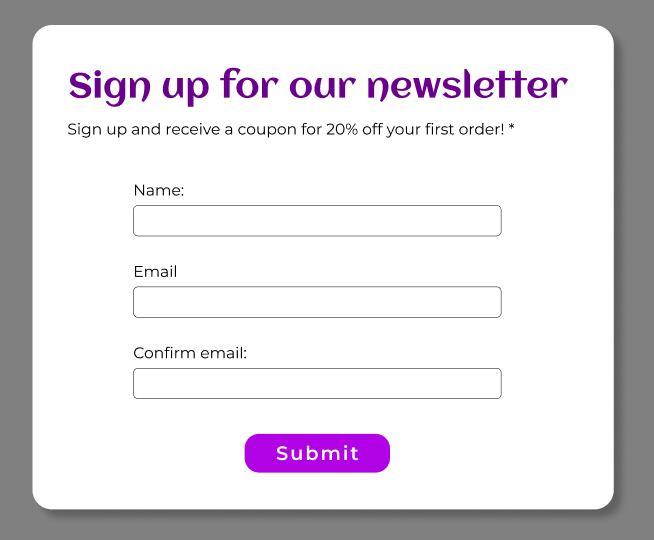 Sign up for our newsletter
Sign up and receive a coupon for 20% off your first order! *
Name:
Email
Confirm email:
Submit